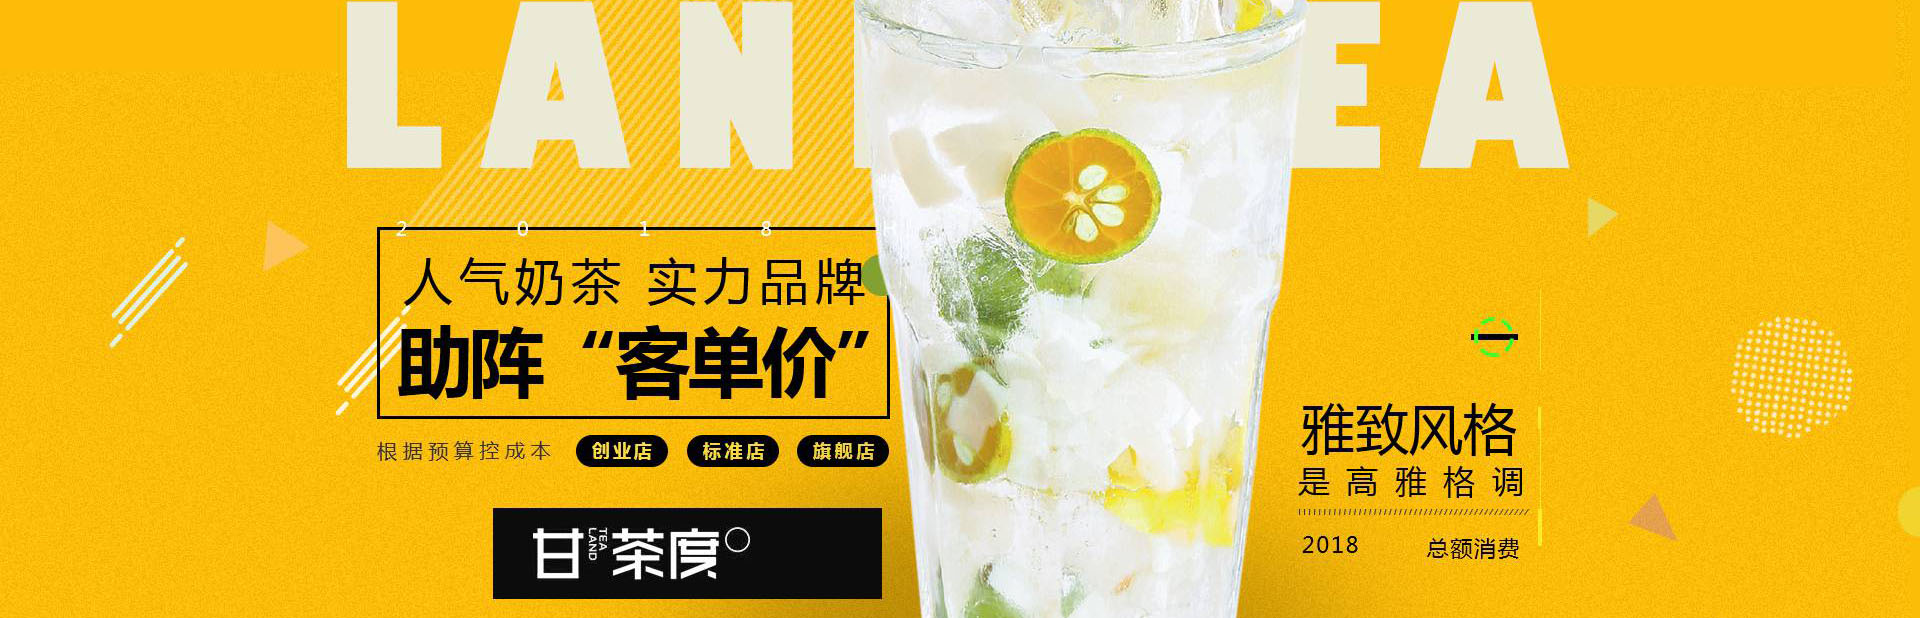 LAND
EA
2 0 1 8 H
人气奶茶 实力品牌
助阵“客单价”
根据预算控成本 创业店 标准店 旗舰店
甘茶度
TEA
LAND
雅致风格
是高雅格调
2018 总额消费